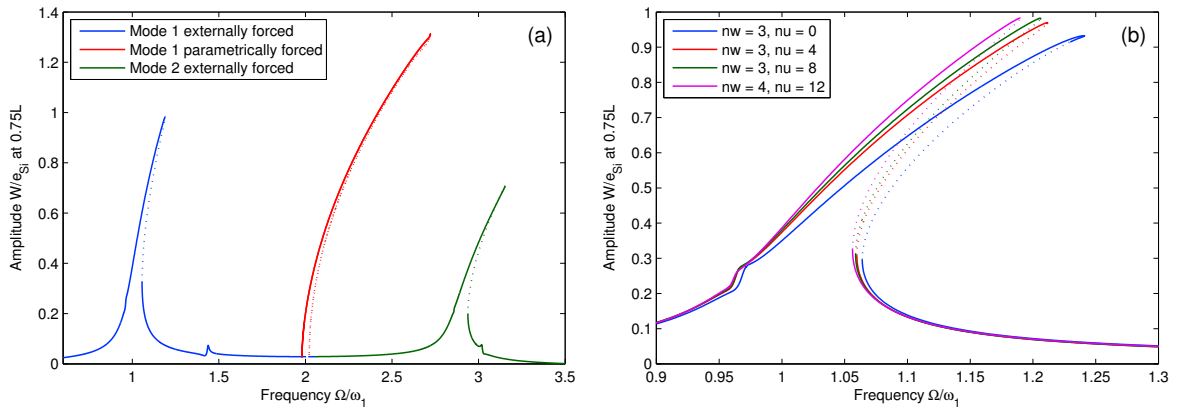 Mode 1 externally forced
Mode 1 parametrically forced
Mode 2 externally forced
(a)
Amplitude W/e_Si at 0.75L
1.4
1.2
1
0.8
0.6
0.4
0.2
0
1
1.5
2
2.5
3
3.5
Frequency Ω/ω_1
nw = 3, nu = 0
nw = 3, nu = 4
nw = 3, nu = 8
nw = 4, nu = 12
(b)
Amplitude W/e_Si at 0.75L
1
0.9
0.8
0.7
0.6
0.5
0.4
0.3
0.2
0.1
0
0.9
0.95
1
1.05
1.1
1.15
1.2
1.25
1.3
Frequency Ω/ω_1